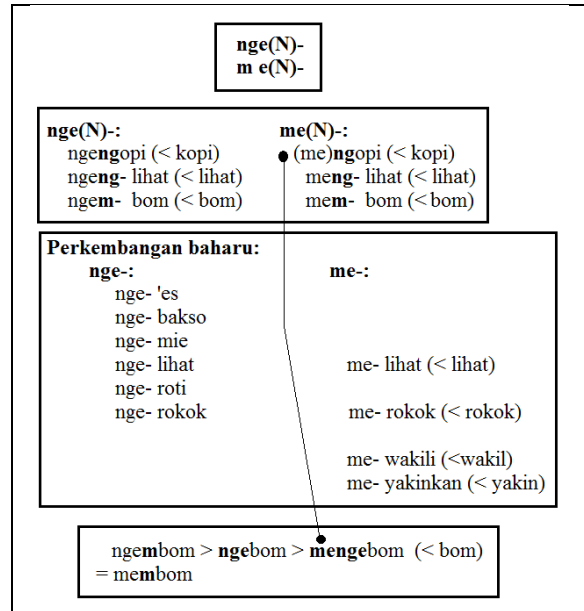 nge(N)-
m e(N)-
nge(N)-: me(N)-:
ngengopi (< kopi) (me)ngopi (< kopi)
ngeng- lihat (< lihat) meng- lihat (< lihat)
ngem- bom (< bom) mem- bom (< bom)
Perkembangan baharu:
nge-: me-:
nge- 'es
nge- bakso
nge- mie
nge- lihat me- lihat (< lihat)
nge- roti
nge- rokok me- rokok (< rokok)
me- wakili (<wakil)
me- yakinkan (< yakin)
ngembom > ngebom > mengebom (< bom)
= membom